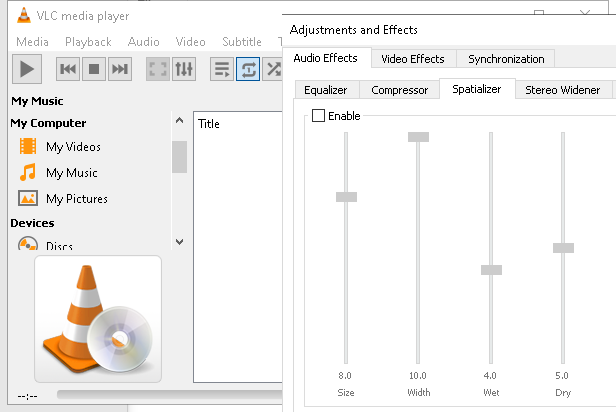 VLC media player
Media Playback Audio Video Subtitle
My Music
My Computer
My Videos
My Music
My Pictures
Devices
Discs
Title
--:--
Adjustments and Effects
Audio Effects Video Effects Synchronization
Equalizer Compressor Spatializer Stereo Widener
Enable
8.0 10.0 4.0 5.0
Size Width Wet Dry